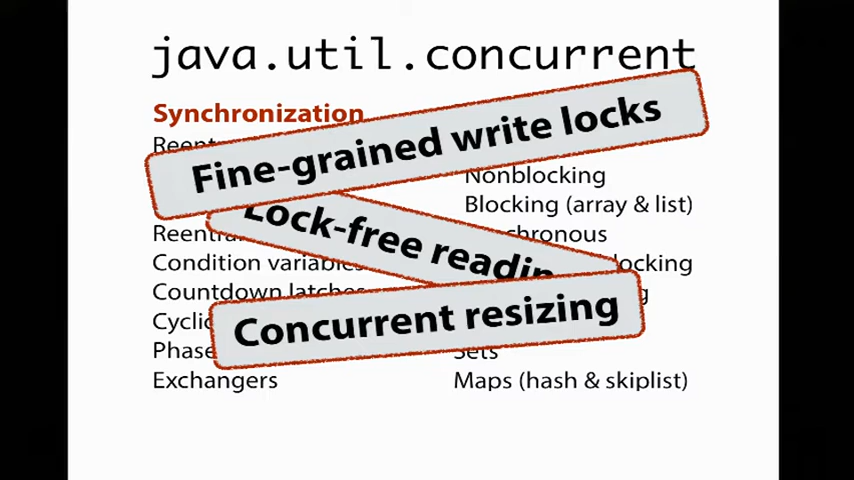 java.util.concurrent
Synchronization
Fine-grained write locks
Nonblocking
Blocking (array & list)
Lock-free
Condition variables
Countdown latches
Concurrent resizing
Sets
Exchangers
Maps (hash & skiplist)